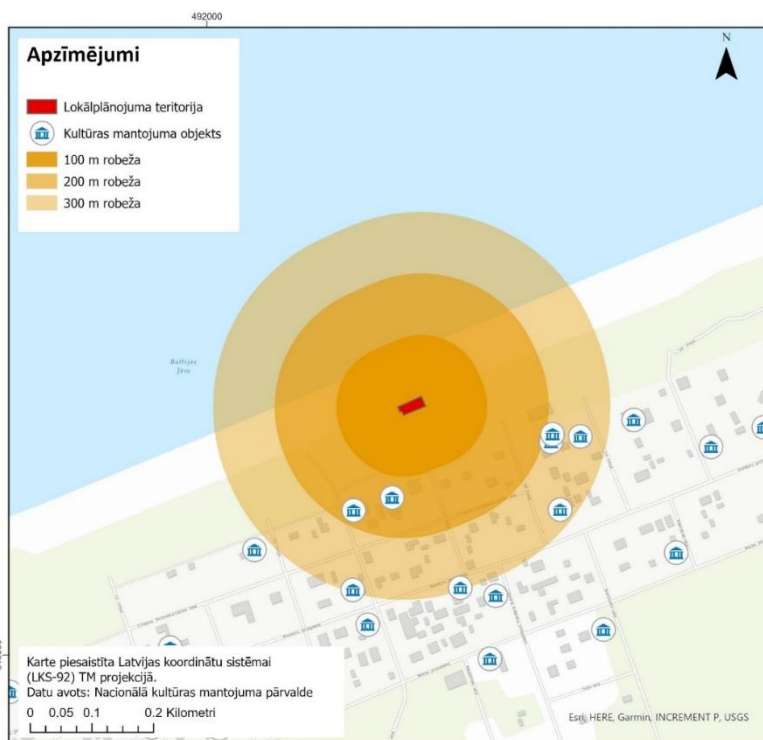 492000
Apzīmējumi
N
Lokālplānojuma teritorija
Kultūras mantojuma objekts
100 m robeža
200 m robeža
300 m robeža
Baltijas
jūra
Karte piesaistīta Latvijas koordinātu sistēmai
(LKS-92) TM projekcijā.
Datu avots: Nacionālā kultūras mantojuma pārvalde
0 0.05 0.1 0.2 Kilometri
Esri, HERE, Garmin, INCREMENT P, USGS